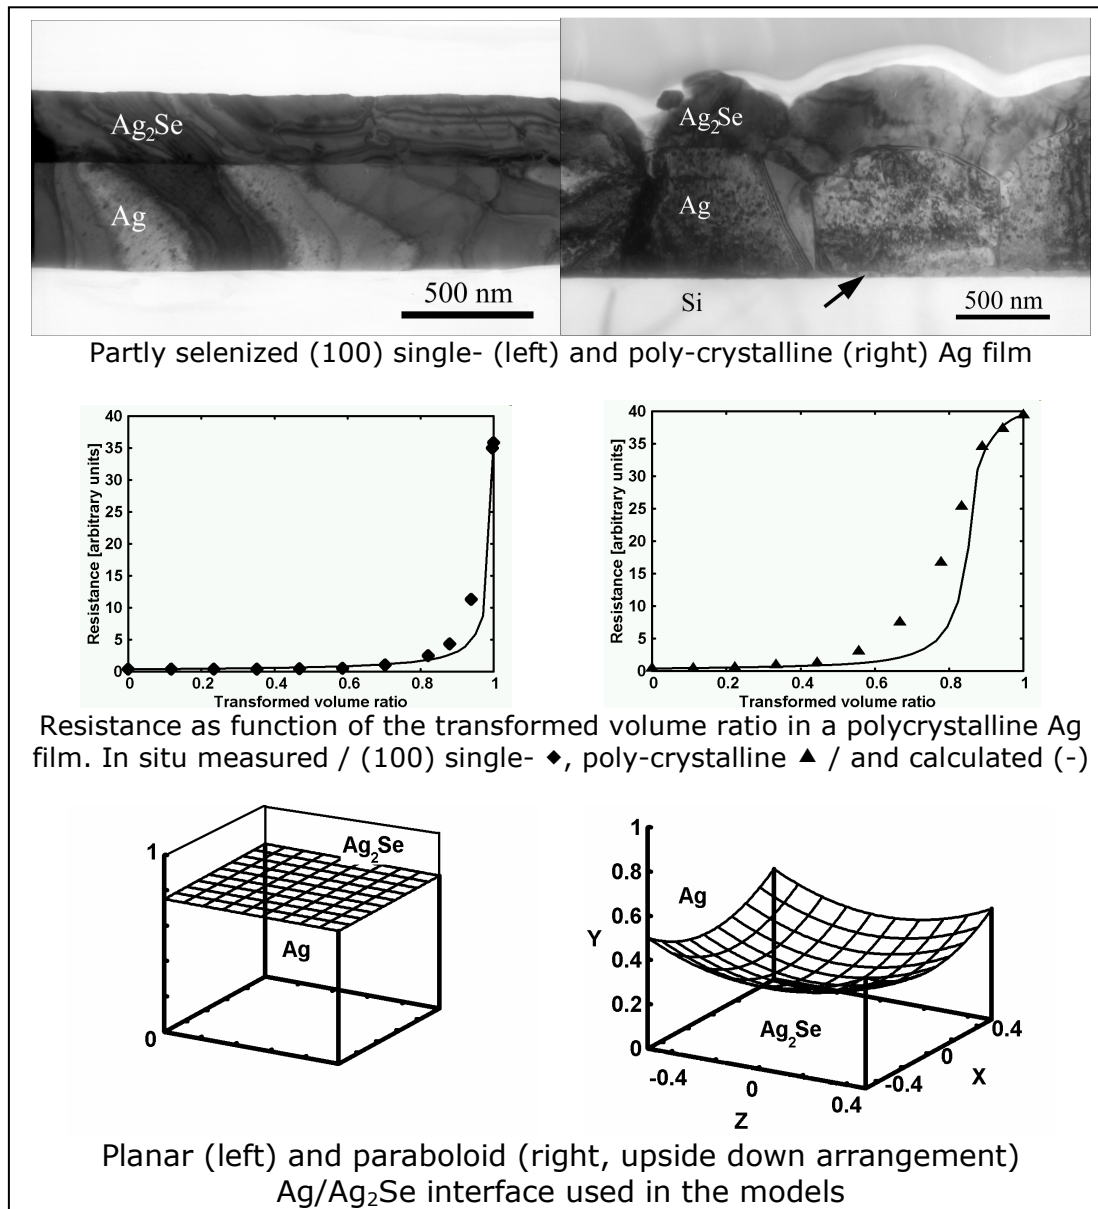 Ag₂Se
Ag
500 nm
Ag₂Se
Ag
Si
500 nm
Partly selenized (100) single- (left) and poly-crystalline (right) Ag film
Resistance [arbitrary units]
40
35
30
25
20
15
10
5
0
0 0.2 0.4 0.6 0.8 1
Transformed volume ratio
Resistance [arbitrary units]
40
35
30
25
20
15
10
5
0
0 0.2 0.4 0.6 0.8 1
Transformed volume ratio
Resistance as function of the transformed volume ratio in a polycrystalline Ag
film. In situ measured / (100) single- ◆, poly-crystalline ▲ / and calculated (-)
1
Ag₂Se
Ag
0
1
0.8
Ag
0.6
Y
0.4
0.2
Ag₂Se
0
-0.4
0
0.4
Z
-0.4
0
0.4
X
Planar (left) and paraboloid (right, upside down arrangement)
Ag/Ag₂Se interface used in the models